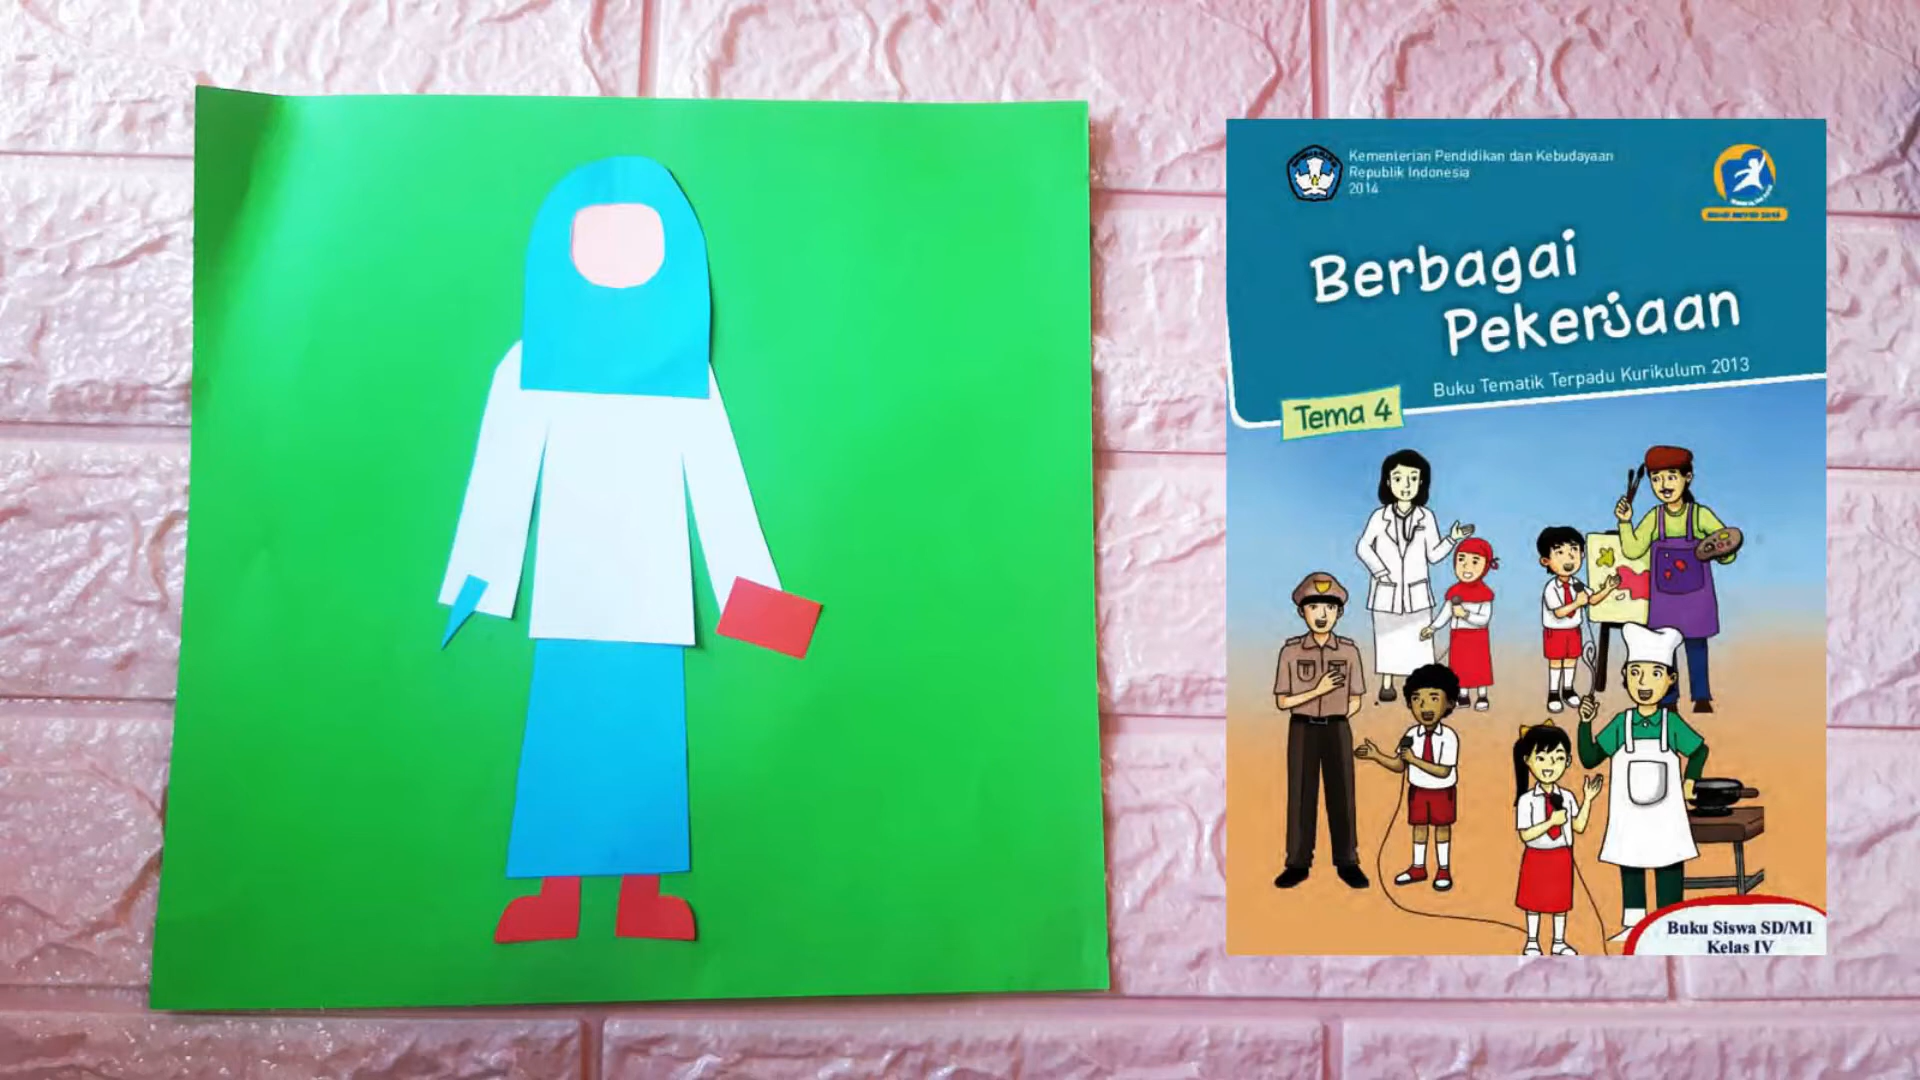 Kementerian Pendidikan dan Kebudayaan
Republik Indonesia
2014
Berbagai
Pekerjaan
Buku Tematik Terpadu Kurikulum 2013
Tema 4
Buku Siswa SD/MI
Kelas IV